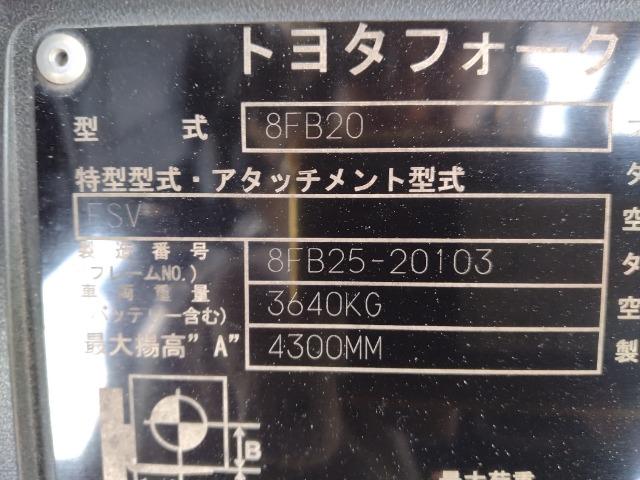 トヨタフォーク
型式 8FB20
特型型式・アタッチメント型式
FSV
製造番号
フレームNO.) 8FB25-20103
車両重量 3640KG
バッテリー含む)
最大揚高"A" 4300MM
B